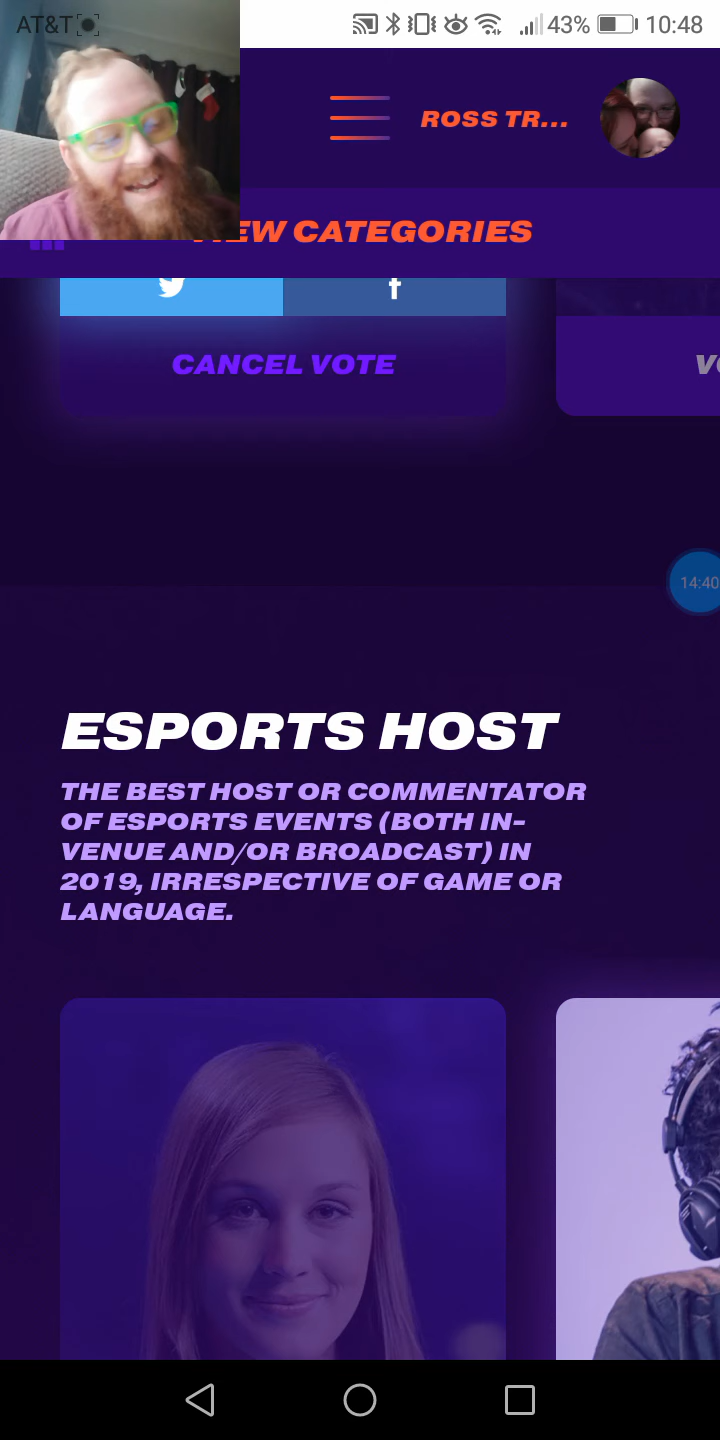 AT&T
43% 10:48
ROSS TR...
VIEW CATEGORIES
CANCEL VOTE
14:40
ESPORTS HOST
THE BEST HOST OR COMMENTATOR
OF ESPORTS EVENTS (BOTH IN-
VENUE AND/OR BROADCAST) IN
2019, IRRESPECTIVE OF GAME OR
LANGUAGE.